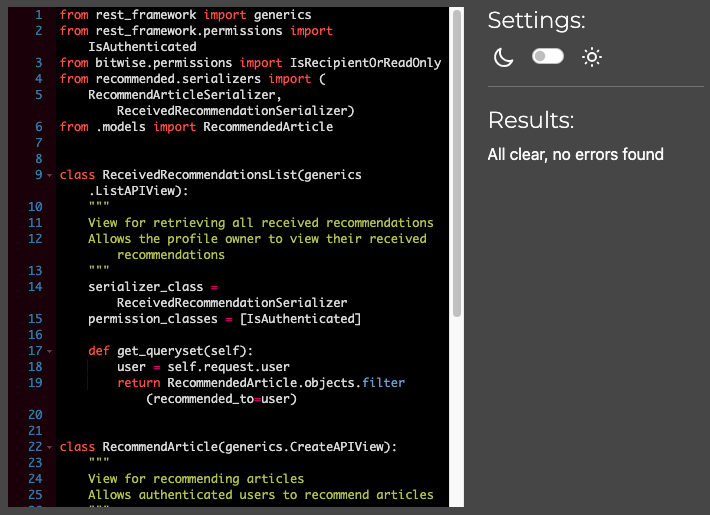 Settings:
Results:
All clear, no errors found
1 from rest_framework import generics
2 from rest_framework.permissions import
IsAuthenticated
3 from bitwise.permissions import IsRecipientOrReadOnly
4 from recommended.serializers import (
5 RecommendArticleSerializer,
ReceivedRecommendationSerializer)
6 from .models import RecommendedArticle
7
8
9 class ReceivedRecommendationsList(generics
.ListAPIView):
10 """
11 View for retrieving all received recommendations
12 Allows the profile owner to view their received
recommendations
13 """
14 serializer_class =
ReceivedRecommendationSerializer
15 permission_classes = [IsAuthenticated]
16
17 def get_queryset(self):
18 user = self.request.user
19 return RecommendedArticle.objects.filter
(recommended_to=user)
20
21
22 class RecommendArticle(generics.CreateAPIView):
23 """
24 View for recommending articles
25 Allows authenticated users to recommend articles